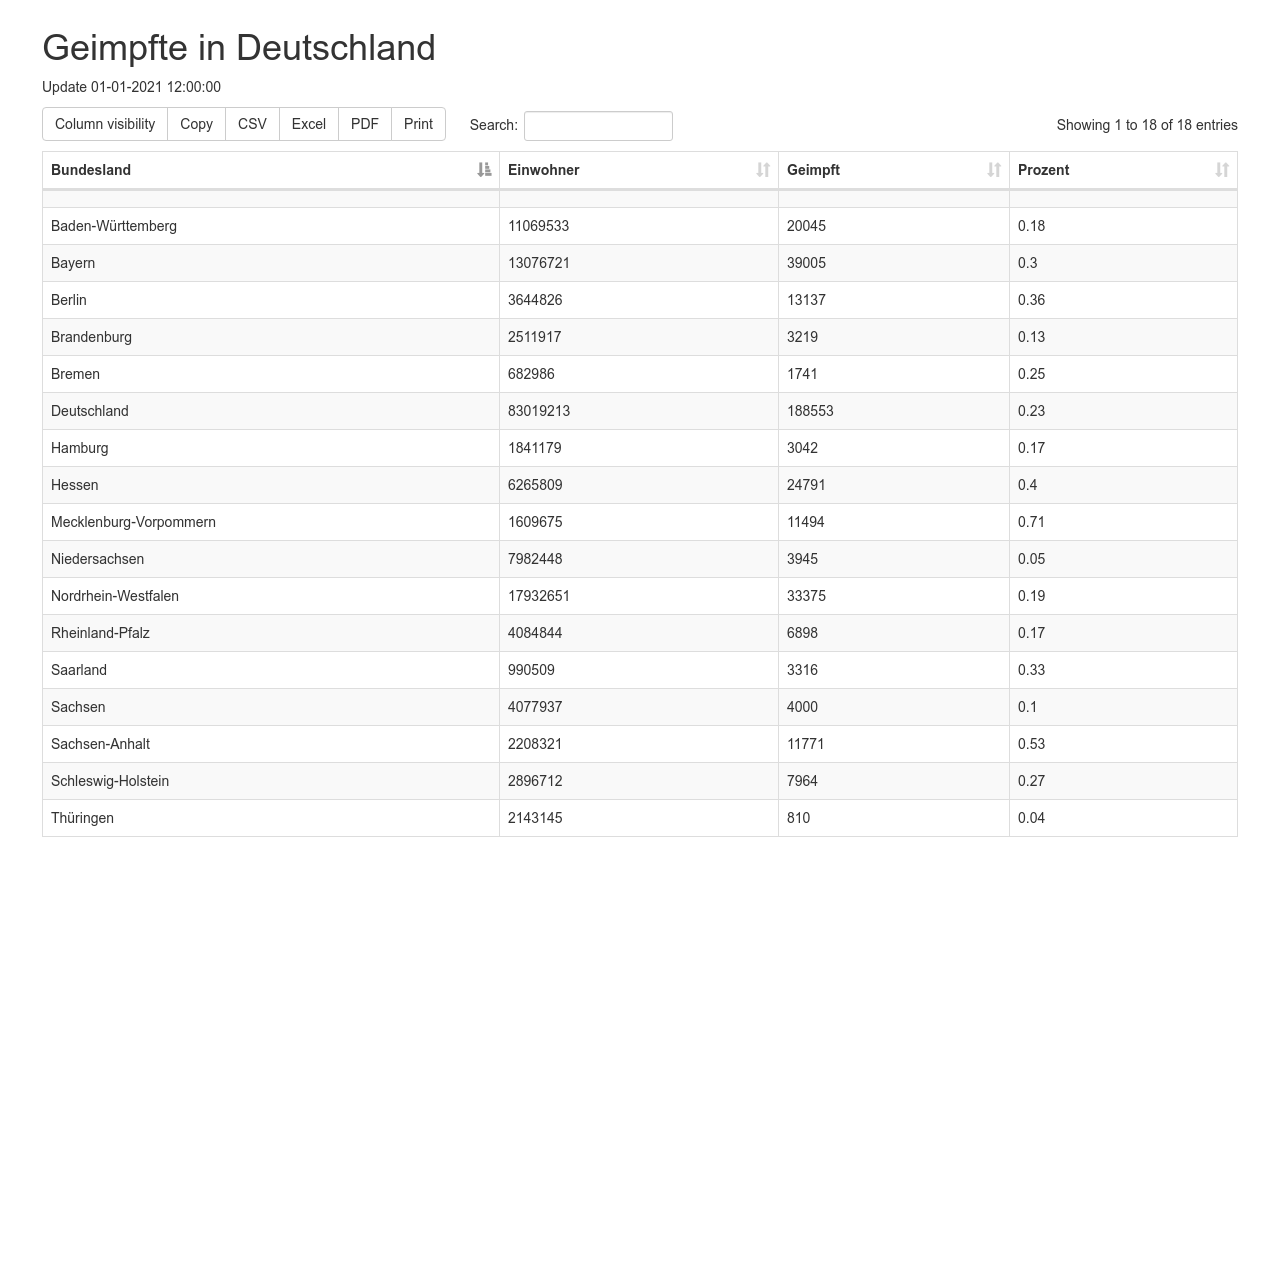 Geimpfte in Deutschland
Update 01-01-2021 12:00:00
Column visibility Copy CSV Excel PDF Print Search: Showing 1 to 18 of 18 entries
Bundesland Einwohner Geimpft Prozent
Baden-Württemberg 11069533 20045 0.18
Bayern 13076721 39005 0.3
Berlin 3644826 13137 0.36
Brandenburg 2511917 3219 0.13
Bremen 682986 1741 0.25
Deutschland 83019213 188553 0.23
Hamburg 1841179 3042 0.17
Hessen 6265809 24791 0.4
Mecklenburg-Vorpommern 1609675 11494 0.71
Niedersachsen 7982448 3945 0.05
Nordrhein-Westfalen 17932651 33375 0.19
Rheinland-Pfalz 4084844 6898 0.17
Saarland 990509 3316 0.33
Sachsen 4077937 4000 0.1
Sachsen-Anhalt 2208321 11771 0.53
Schleswig-Holstein 2896712 7964 0.27
Thüringen 2143145 810 0.04